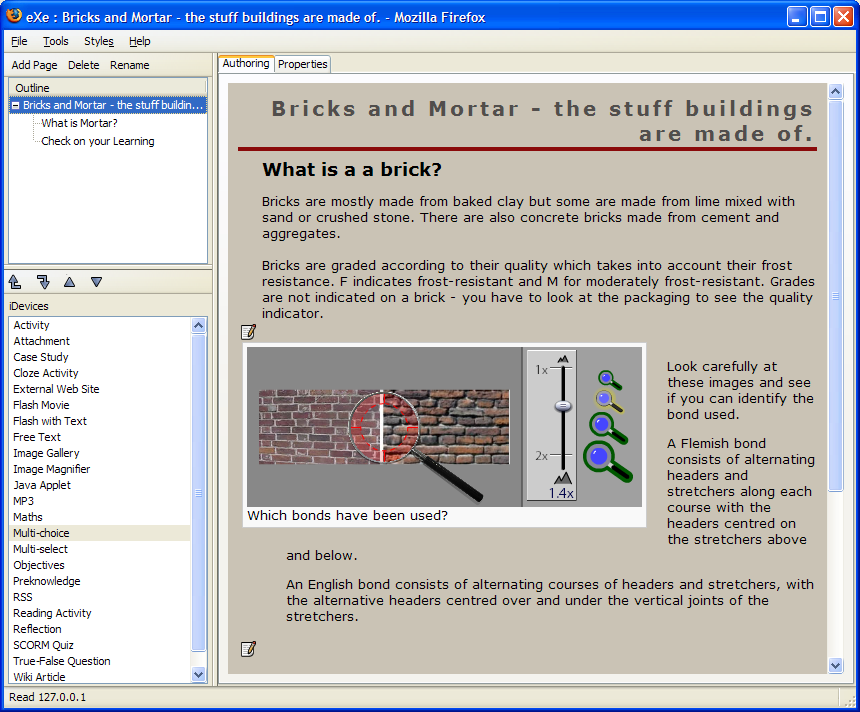 eXe : Bricks and Mortar - the stuff buildings are made of. - Mozilla Firefox
File Tools Styles Help
Add Page Delete Rename
Outline
Bricks and Mortar - the stuff buildin...
What is Mortar?
Check on your Learning
iDevices
Activity
Attachment
Case Study
Cloze Activity
External Web Site
Flash Movie
Flash with Text
Free Text
Image Gallery
Image Magnifier
Java Applet
MP3
Maths
Multi-choice
Multi-select
Objectives
Preknowledge
RSS
Reading Activity
Reflection
SCORM Quiz
True-False Question
Wiki Article
Authoring Properties
Bricks and Mortar - the stuff buildings
are made of.
What is a a brick?
Bricks are mostly made from baked clay but some are made from lime mixed with
sand or crushed stone. There are also concrete bricks made from cement and
aggregates.
Bricks are graded according to their quality which takes into account their frost
resistance. F indicates frost-resistant and M for moderately frost-resistant. Grades
are not indicated on a brick - you have to look at the packaging to see the quality
indicator.
1x
2x
1.4x
Which bonds have been used?
Look carefully at
these images and see
if you can identify the
bond used.
A Flemish bond
consists of alternating
headers and
stretchers along each
course with the
headers centred on
the stretchers above
and below.
An English bond consists of alternating courses of headers and stretchers, with
the alternative headers centred over and under the vertical joints of the
stretchers.
Read 127.0.0.1